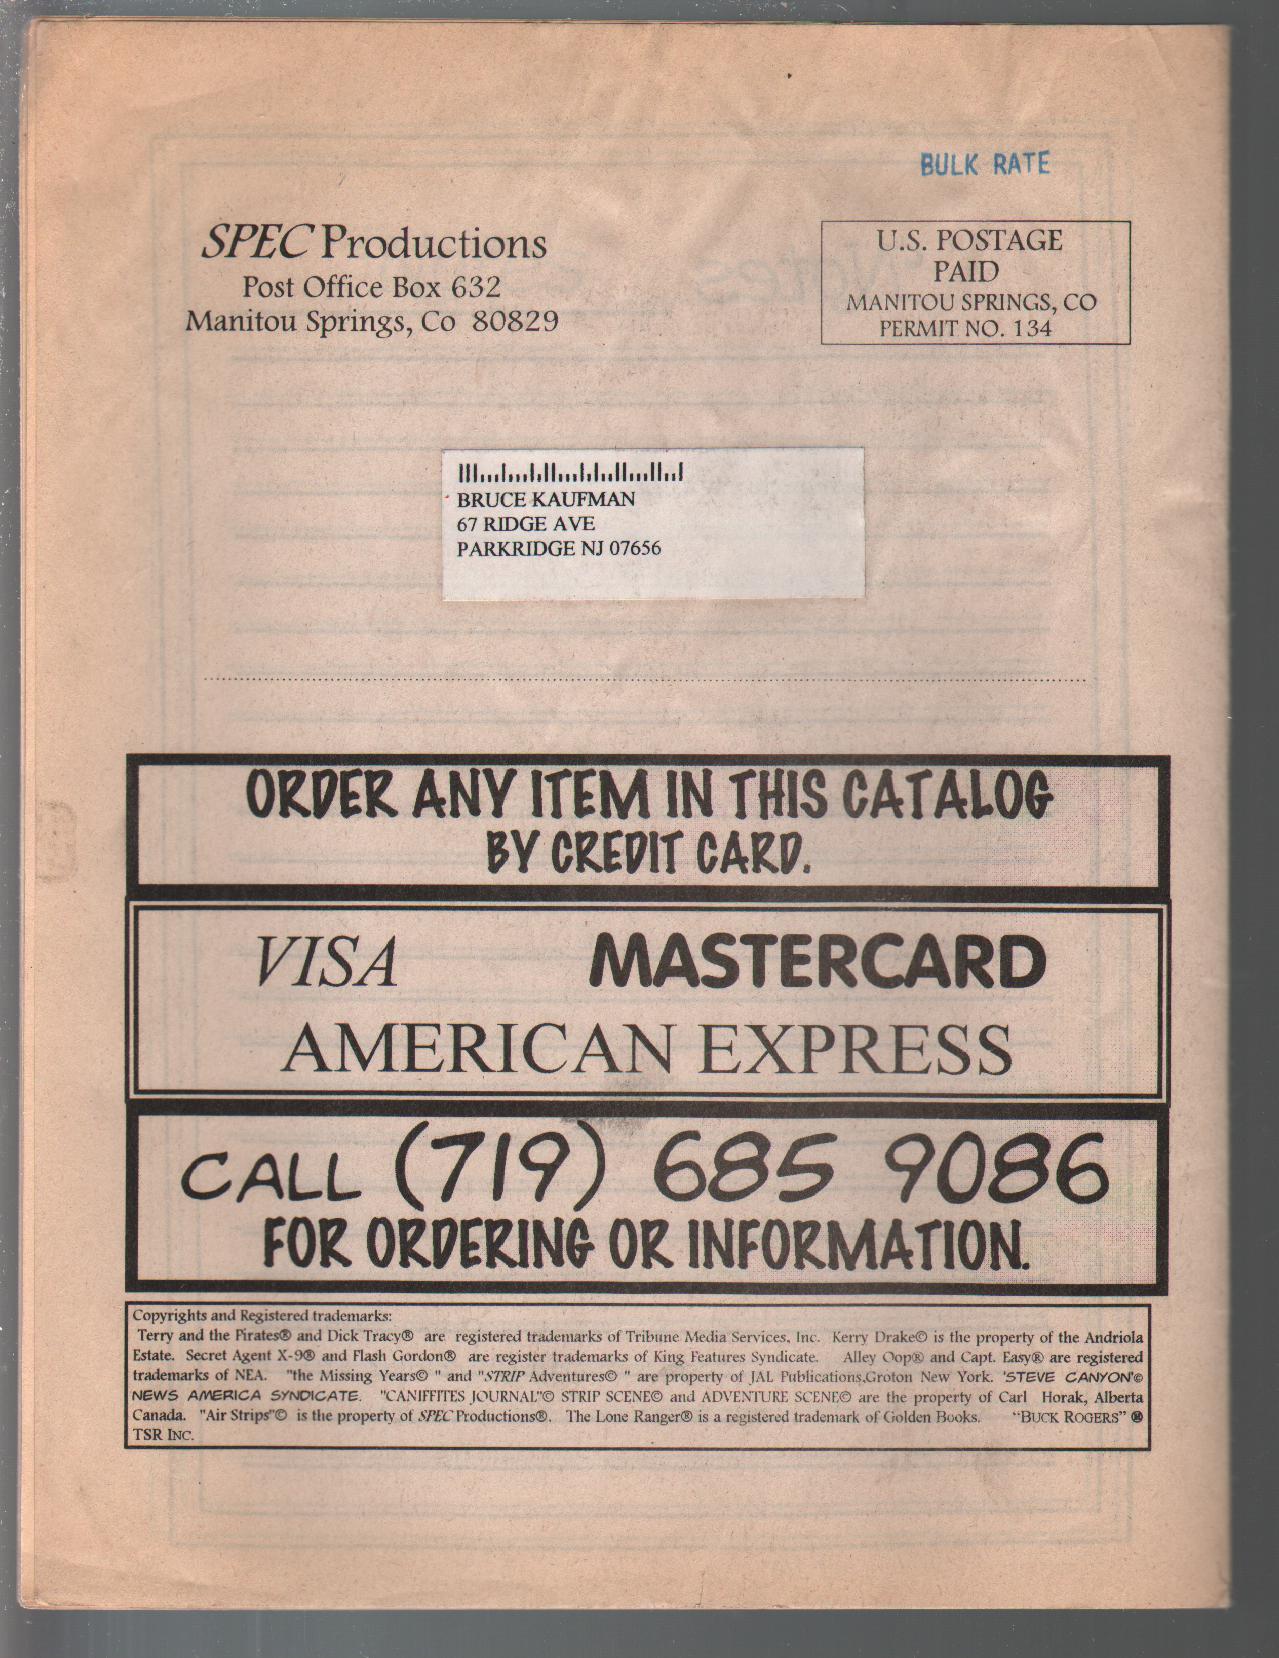 BULK RATE
SPEC Productions
Post Office Box 632
Manitou Springs, Co 80829
U.S. POSTAGE
PAID
MANITOU SPRINGS, CO
PERMIT NO. 134
BRUCE KAUFMAN
67 RIDGE AVE
PARKRIDGE NJ 07656
ORDER ANY ITEM IN THIS CATALOG
BY CREDIT CARD.
VISA MASTERCARD
AMERICAN EXPRESS
CALL (719) 685 9086
FOR ORDERING OR INFORMATION.
Copyrights and Registered trademarks:
Terry and the Pirates® and Dick Tracy® are registered trademarks of Tribune Media Services, Inc. Kerry Drake© is the property of the Andriola
Estate. Secret Agent X-9® and Flash Gordon® are register trademarks of King Features Syndicate. Alley Oop® and Capt. Easy® are registered
trademarks of NEA. "the Missing Years© " and "STRIP Adventures© " are property of JAL Publications,Groton New York. 'STEVE CANYON'©
NEWS AMERICA SYNDICATE. "CANIFFITES JOURNAL"© STRIP SCENE© and ADVENTURE SCENE© are the property of Carl Horak, Alberta
Canada. "Air Strips"© is the property of SPEC Productions®. The Lone Ranger® is a registered trademark of Golden Books. "BUCK ROGERS" ®
TSR INC.